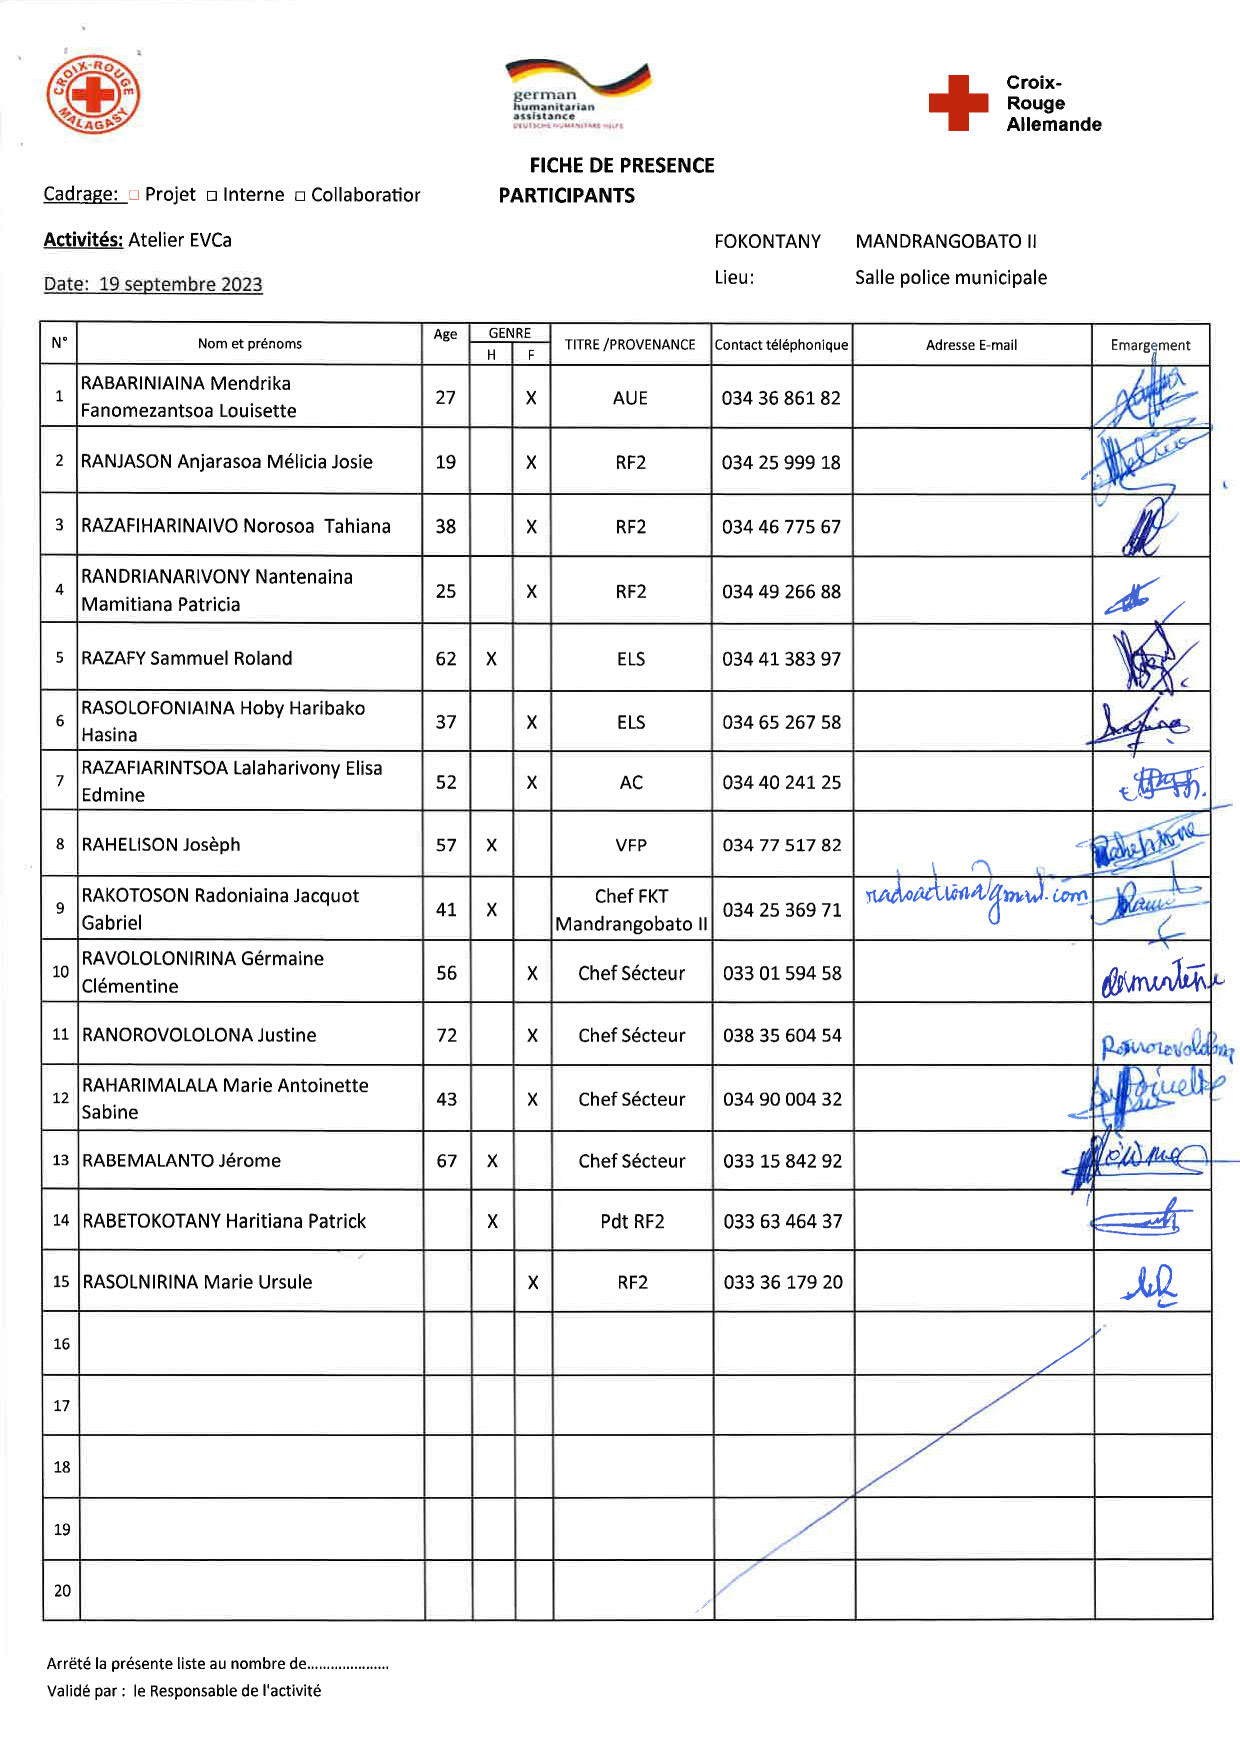 CROIX-ROUGE MALAGASY
german
humanitarian
assistance
DEUTSCHE HUMANITÄRE HILFE
Croix-
Rouge
Allemande
FICHE DE PRESENCE
Cadrage: □ Projet □ Interne □ Collaboratior PARTICIPANTS
Activités: Atelier EVCa FOKONTANY MANDRANGOBATO II
Date: 19 septembre 2023 Lieu: Salle police municipale
N° Nom et prénoms Age GENRE H F TITRE /PROVENANCE Contact téléphonique Adresse E-mail Emargement
1 RABARINIAINA Mendrika Fanomezantsoa Louisette 27 X AUE 034 36 861 82
2 RANJASON Anjarasoa Mélicia Josie 19 X RF2 034 25 999 18
3 RAZAFIHARINAIVO Norosoa Tahiana 38 X RF2 034 46 775 67
4 RANDRIANARIVONY Nantenaina Mamitiana Patricia 25 X RF2 034 49 266 88
5 RAZAFY Sammuel Roland 62 X ELS 034 41 383 97
6 RASOLOFONIAINA Hoby Haribako Hasina 37 X ELS 034 65 267 58
7 RAZAFIARINTSOA Lalaharivony Elisa Edmine 52 X AC 034 40 241 25
8 RAHELISON Josèph 57 X VFP 034 77 517 82
9 RAKOTOSON Radoniaina Jacquot Gabriel 41 X Chef FKT Mandrangobato II 034 25 369 71 radoaction@gmail.com
10 RAVOLOLONIRINA Gérmaine Clémentine 56 X Chef Sécteur 033 01 594 58
11 RANOROVOLOLONA Justine 72 X Chef Sécteur 038 35 604 54
12 RAHARIMALALA Marie Antoinette Sabine 43 X Chef Sécteur 034 90 004 32
13 RABEMALANTO Jérome 67 X Chef Sécteur 033 15 842 92
14 RABETOKOTANY Haritiana Patrick X Pdt RF2 033 63 464 37
15 RASOLNIRINA Marie Ursule X RF2 033 36 179 20
16
17
18
19
20
Arrêté la présente liste au nombre de.....................
Validé par : le Responsable de l'activité